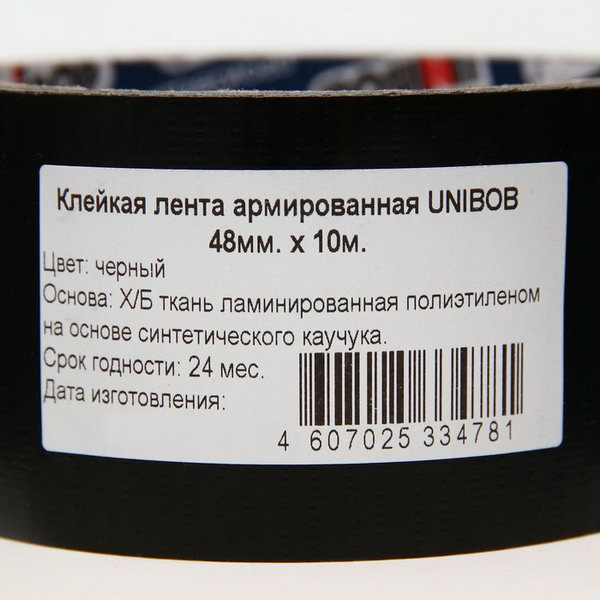 Клейкая лента армированная UNIBOB
48мм. х 10м.
Цвет: черный
Основа: Х/Б ткань ламинированная полиэтиленом
на основе синтетического каучука.
Срок годности: 24 мес.
Дата изготовления:
4 607025 334781